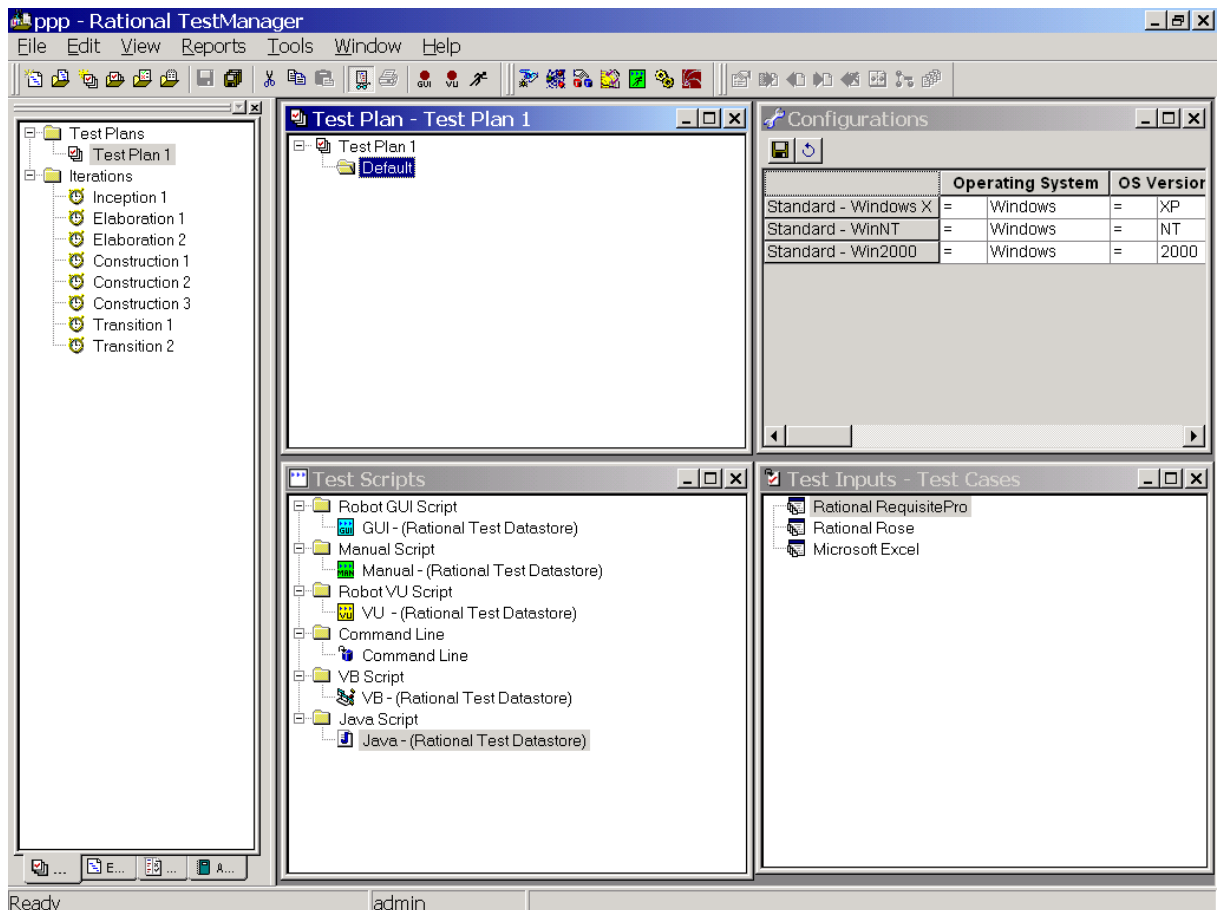 ppp - Rational TestManager
File Edit View Reports Tools Window Help
GUI VU
Test Plans
Test Plan 1
Iterations
Inception 1
Elaboration 1
Elaboration 2
Construction 1
Construction 2
Construction 3
Transition 1
Transition 2
... E... ... A...
Test Plan - Test Plan 1
Test Plan 1
Default
Configurations
Operating System OS Version
Standard - Windows X = Windows = XP
Standard - WinNT = Windows = NT
Standard - Win2000 = Windows = 2000
Test Scripts
Robot GUI Script
GUI - (Rational Test Datastore)
Manual Script
Manual - (Rational Test Datastore)
Robot VU Script
VU - (Rational Test Datastore)
Command Line
Command Line
VB Script
VB - (Rational Test Datastore)
Java Script
Java - (Rational Test Datastore)
Test Inputs - Test Cases
Rational RequisitePro
Rational Rose
Microsoft Excel
Ready admin